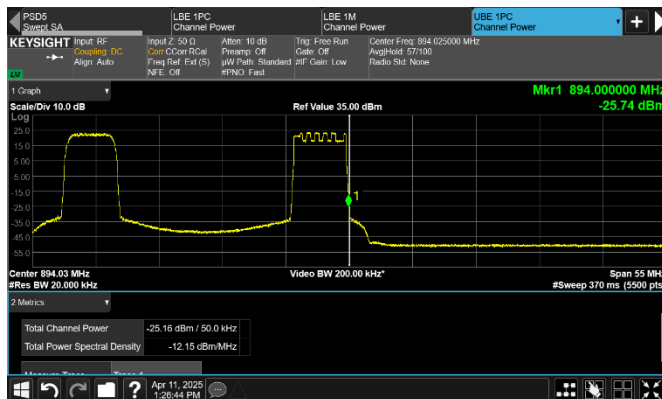 PSD5
Swept SA
LBE 1PC
Channel Power
LBE 1M
Channel Power
UBE 1PC
Channel Power
KEYSIGHT
Input: RF
Coupling: DC
Align: Auto
Input Z: 50 Ω
Corr CCorr RCal
Freq Ref: Ext (S)
NFE: Off
Atten: 10 dB
Preamp: Off
µW Path: Standard
#PNO: Fast
Trig: Free Run
Gate: Off
#IF Gain: Low
Center Freq: 894.025000 MHz
Avg|Hold: 57/100
Radio Std: None
1 Graph
Mkr1 894.000000 MHz
Scale/Div 10.0 dB
Ref Value 35.00 dBm
-25.74 dBm
Log
25.0
15.0
5.00
-5.00
-15.0
-25.0
-35.0
-45.0
-55.0
1
Center 894.03 MHz
Video BW 200.00 kHz*
Span 55 MH
#Res BW 20.000 kHz
#Sweep 370 ms (5500 pts
2 Metrics
Total Channel Power
-25.16 dBm / 50.0 kHz
Total Power Spectral Density
-12.15 dBm/MHz
Apr 11, 2025
1:26:44 PM